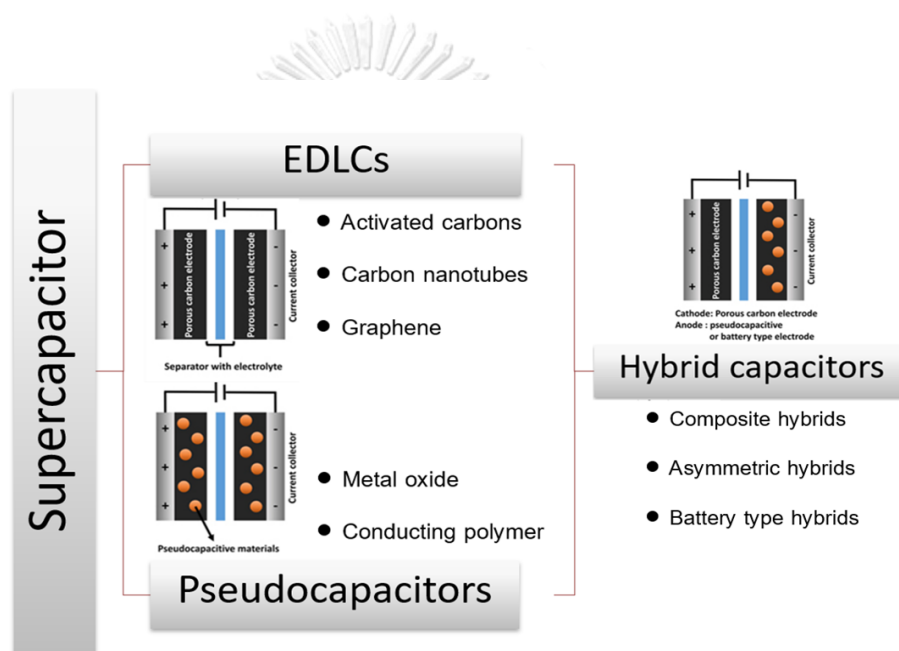 Supercapacitor
EDLCs
+
+
+
Porous carbon electrode
Porous carbon electrode
-
-
-
Current collector
Separator with electrolyte
● Activated carbons
● Carbon nanotubes
● Graphene
+
+
+
-
-
-
Current collector
Pseudocapacitive materials
● Metal oxide
● Conducting polymer
Pseudocapacitors
+
+
+
Porous carbon electrode
-
-
-
Current collector
Cathode: Porous carbon electrode
Anode : pseudocapacitive
or battery type electrode
Hybrid capacitors
● Composite hybrids
● Asymmetric hybrids
● Battery type hybrids